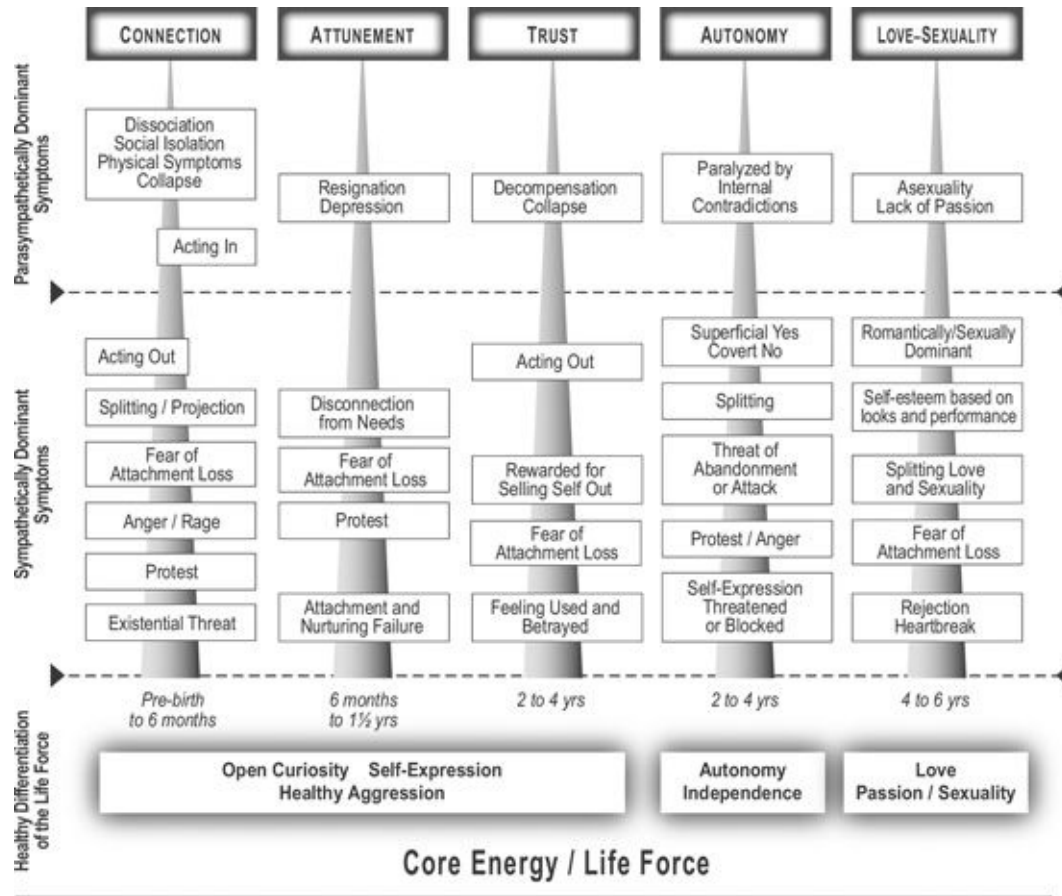 CONNECTION
ATTUNEMENT
TRUST
AUTONOMY
LOVE–SEXUALITY
Parasympathetically Dominant
Symptoms
Dissociation
Social Isolation
Physical Symptoms
Collapse
Acting In
Resignation
Depression
Decompensation
Collapse
Paralyzed by
Internal
Contradictions
Asexuality
Lack of Passion
Sympathetically Dominant
Symptoms
Acting Out
Splitting / Projection
Fear of
Attachment Loss
Anger / Rage
Protest
Existential Threat
Disconnection
from Needs
Fear of
Attachment Loss
Protest
Attachment and
Nurturing Failure
Acting Out
Rewarded for
Selling Self Out
Fear of
Attachment Loss
Feeling Used and
Betrayed
Superficial Yes
Covert No
Splitting
Threat of
Abandonment
or Attack
Protest / Anger
Self-Expression
Threatened
or Blocked
Romantically/Sexually
Dominant
Self-esteem based on
looks and performance
Splitting Love
and Sexuality
Fear of
Attachment Loss
Rejection
Heartbreak
Pre-birth
to 6 months
6 months
to 1½ yrs
2 to 4 yrs
2 to 4 yrs
4 to 6 yrs
Healthy Differentiation
of the Life Force
Open Curiosity Self-Expression
Healthy Aggression
Autonomy
Independence
Love
Passion / Sexuality
Core Energy / Life Force